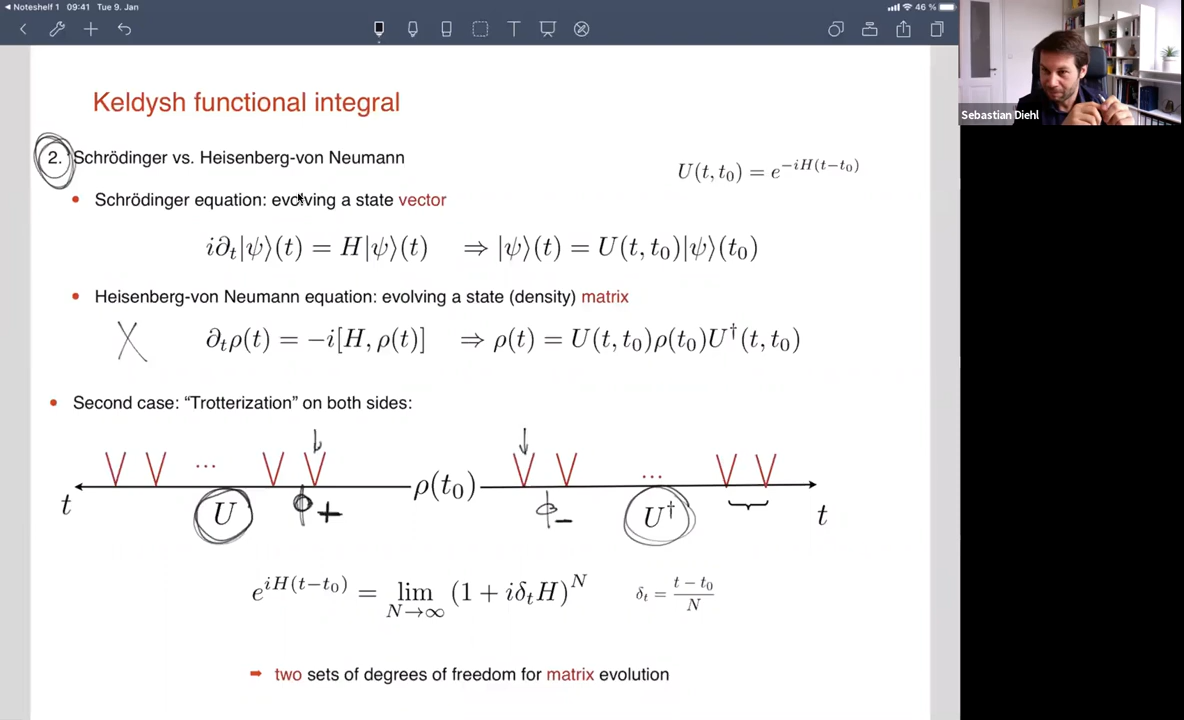 Noteshelf 1 09:41 Tue 9. Jan
46 %
Keldysh functional integral
2. Schrödinger vs. Heisenberg-von Neumann
U(t, t₀) = e^{−iH(t−t₀)}
• Schrödinger equation: evolving a state vector
i∂ₜ|ψ⟩(t) = H|ψ⟩(t) ⇒ |ψ⟩(t) = U(t, t₀)|ψ⟩(t₀)
• Heisenberg-von Neumann equation: evolving a state (density) matrix
∂ₜρ(t) = −i[H, ρ(t)] ⇒ ρ(t) = U(t, t₀)ρ(t₀)U†(t, t₀)
• Second case: “Trotterization” on both sides:
... ρ(t₀) ...
t U ϕ+ ϕ− U† t
e^{iH(t−t₀)} = lim_{N→∞} (1 + iδₜH)^N δₜ = \frac{t − t₀}{N}
➡ two sets of degrees of freedom for matrix evolution
Sebastian Diehl